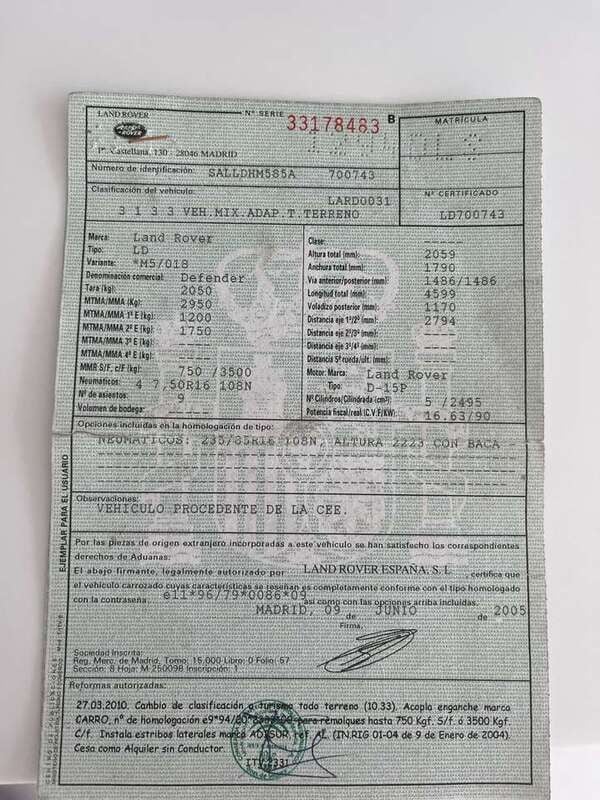 LAND ROVER
LAND ROVER
Nº SERIE 33178483 B
MATRÍCULA
Pº. Castellana, 130 - 28046 MADRID
Número de identificación: SALLDHM585A 700743
Nº CERTIFICADO
LD700743
Clasificación del vehículo: LARD0031
3 1 3 3 VEH.MIX.ADAP.T.TERRENO
Marca: Land Rover
Tipo: LD
Variante: *M5/018
Denominación comercial: Defender
Tara (kg): 2050
MTMA/MMA (Kg): 2950
MTMA/MMA 1º E (Kg): 1200
MTMA/MMA 2º E (Kg): 1750
MTMA/MMA 3º E (Kg): -----
MTMA/MMA 4º E (Kg): -----
MMR S/F, c/F (kg): 750 /3500
Neumáticos: 4 7.50R16 108N
Nº de asientos: 9
Volumen de bodega: -----
Clase: -----
Altura total (mm): 2059
Anchura total (mm): 1790
Vía anterior/posterior (mm): 1486/1486
Longitud total (mm): 4599
Voladizo posterior (mm): 1170
Distancia eje 1º/2º (mm): 2794
Distancia eje 2º/3º (mm): -----
Distancia eje 3º/4º (mm): -----
Distancia 5ª rueda/ult. (mm): -----
Motor: Marca: Land Rover
Tipo: D-15P
Nº Cilindros/Cilindrada (cm3): 5 /2495
Potencia fiscal/real (C.V.F/KW): 16.63/90
Opciones incluidas en la homologación de tipo:
NEUMATICOS: 235/85R16 108N, ALTURA 2223 CON BACA -
Observaciones:
VEHICULO PROCEDENTE DE LA CEE.
EJEMPLAR PARA EL USUARIO
Por las piezas de origen extranjero incorporadas a este vehículo se han satisfecho los correspondientes
derechos de Aduanas:
El abajo firmante, legalmente autorizado por LAND ROVER ESPAÑA, S. L., certifica que
el vehículo carrozado cuyas características se reseñan es completamente conforme con el tipo homologado
con la contraseña, e11*96/79*0086*09 así como con las opciones arriba incluidas.
MADRID, 09 de JUNIO de 2005
Firma,
Sociedad Inscrita:
Reg. Merc. de Madrid, Tomo: 15,000 Libro: 0 Folio: 67
Sección: 8 Hoja: M 250098 Inscripción: 1
Reformas autorizadas:
27.03.2010. Cambio de clasificación a turismo todo terreno (10.33). Acopla enganche marca
GARRO, nº de homologación para remolques hasta 750 Kgf. S/f. ó 3500 Kgf.
C/f. Instala estribos laterales marca ADISUR, ref. AL (IN.RIG 01-04 de 9 de Enero de 2004).
Cesa como Alquiler sin Conductor
ITV 2331